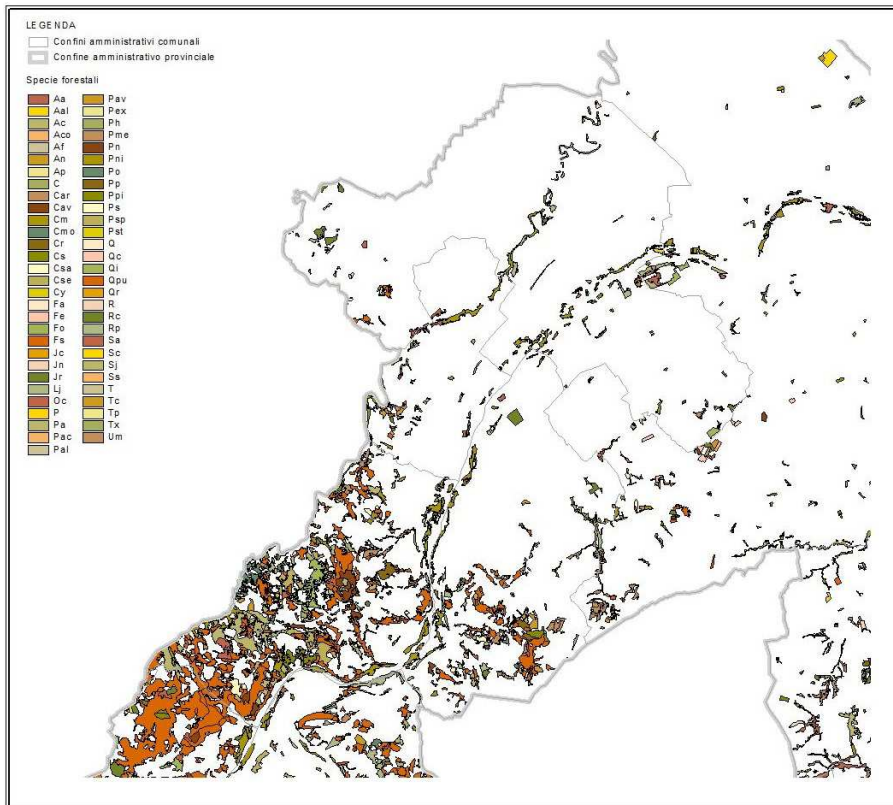 LEGENDA
Confini amministrativi comunali
Confine amministrativo provinciale
Specie forestali
Aa
Aal
Ac
Aco
Af
An
Ap
C
Car
Cav
Cm
Cmo
Cr
Cs
Csa
Cse
Cy
Fa
Fe
Fo
Fs
Jc
Jn
Jr
Lj
Oc
P
Pa
Pac
Pal
Pav
Pex
Ph
Pme
Pn
Pni
Po
Pp
Ppi
Ps
Psp
Pst
Q
Qc
Qi
Qpu
Qr
R
Rc
Rp
Sa
Sc
Sj
Ss
T
Tc
Tp
Tx
Um